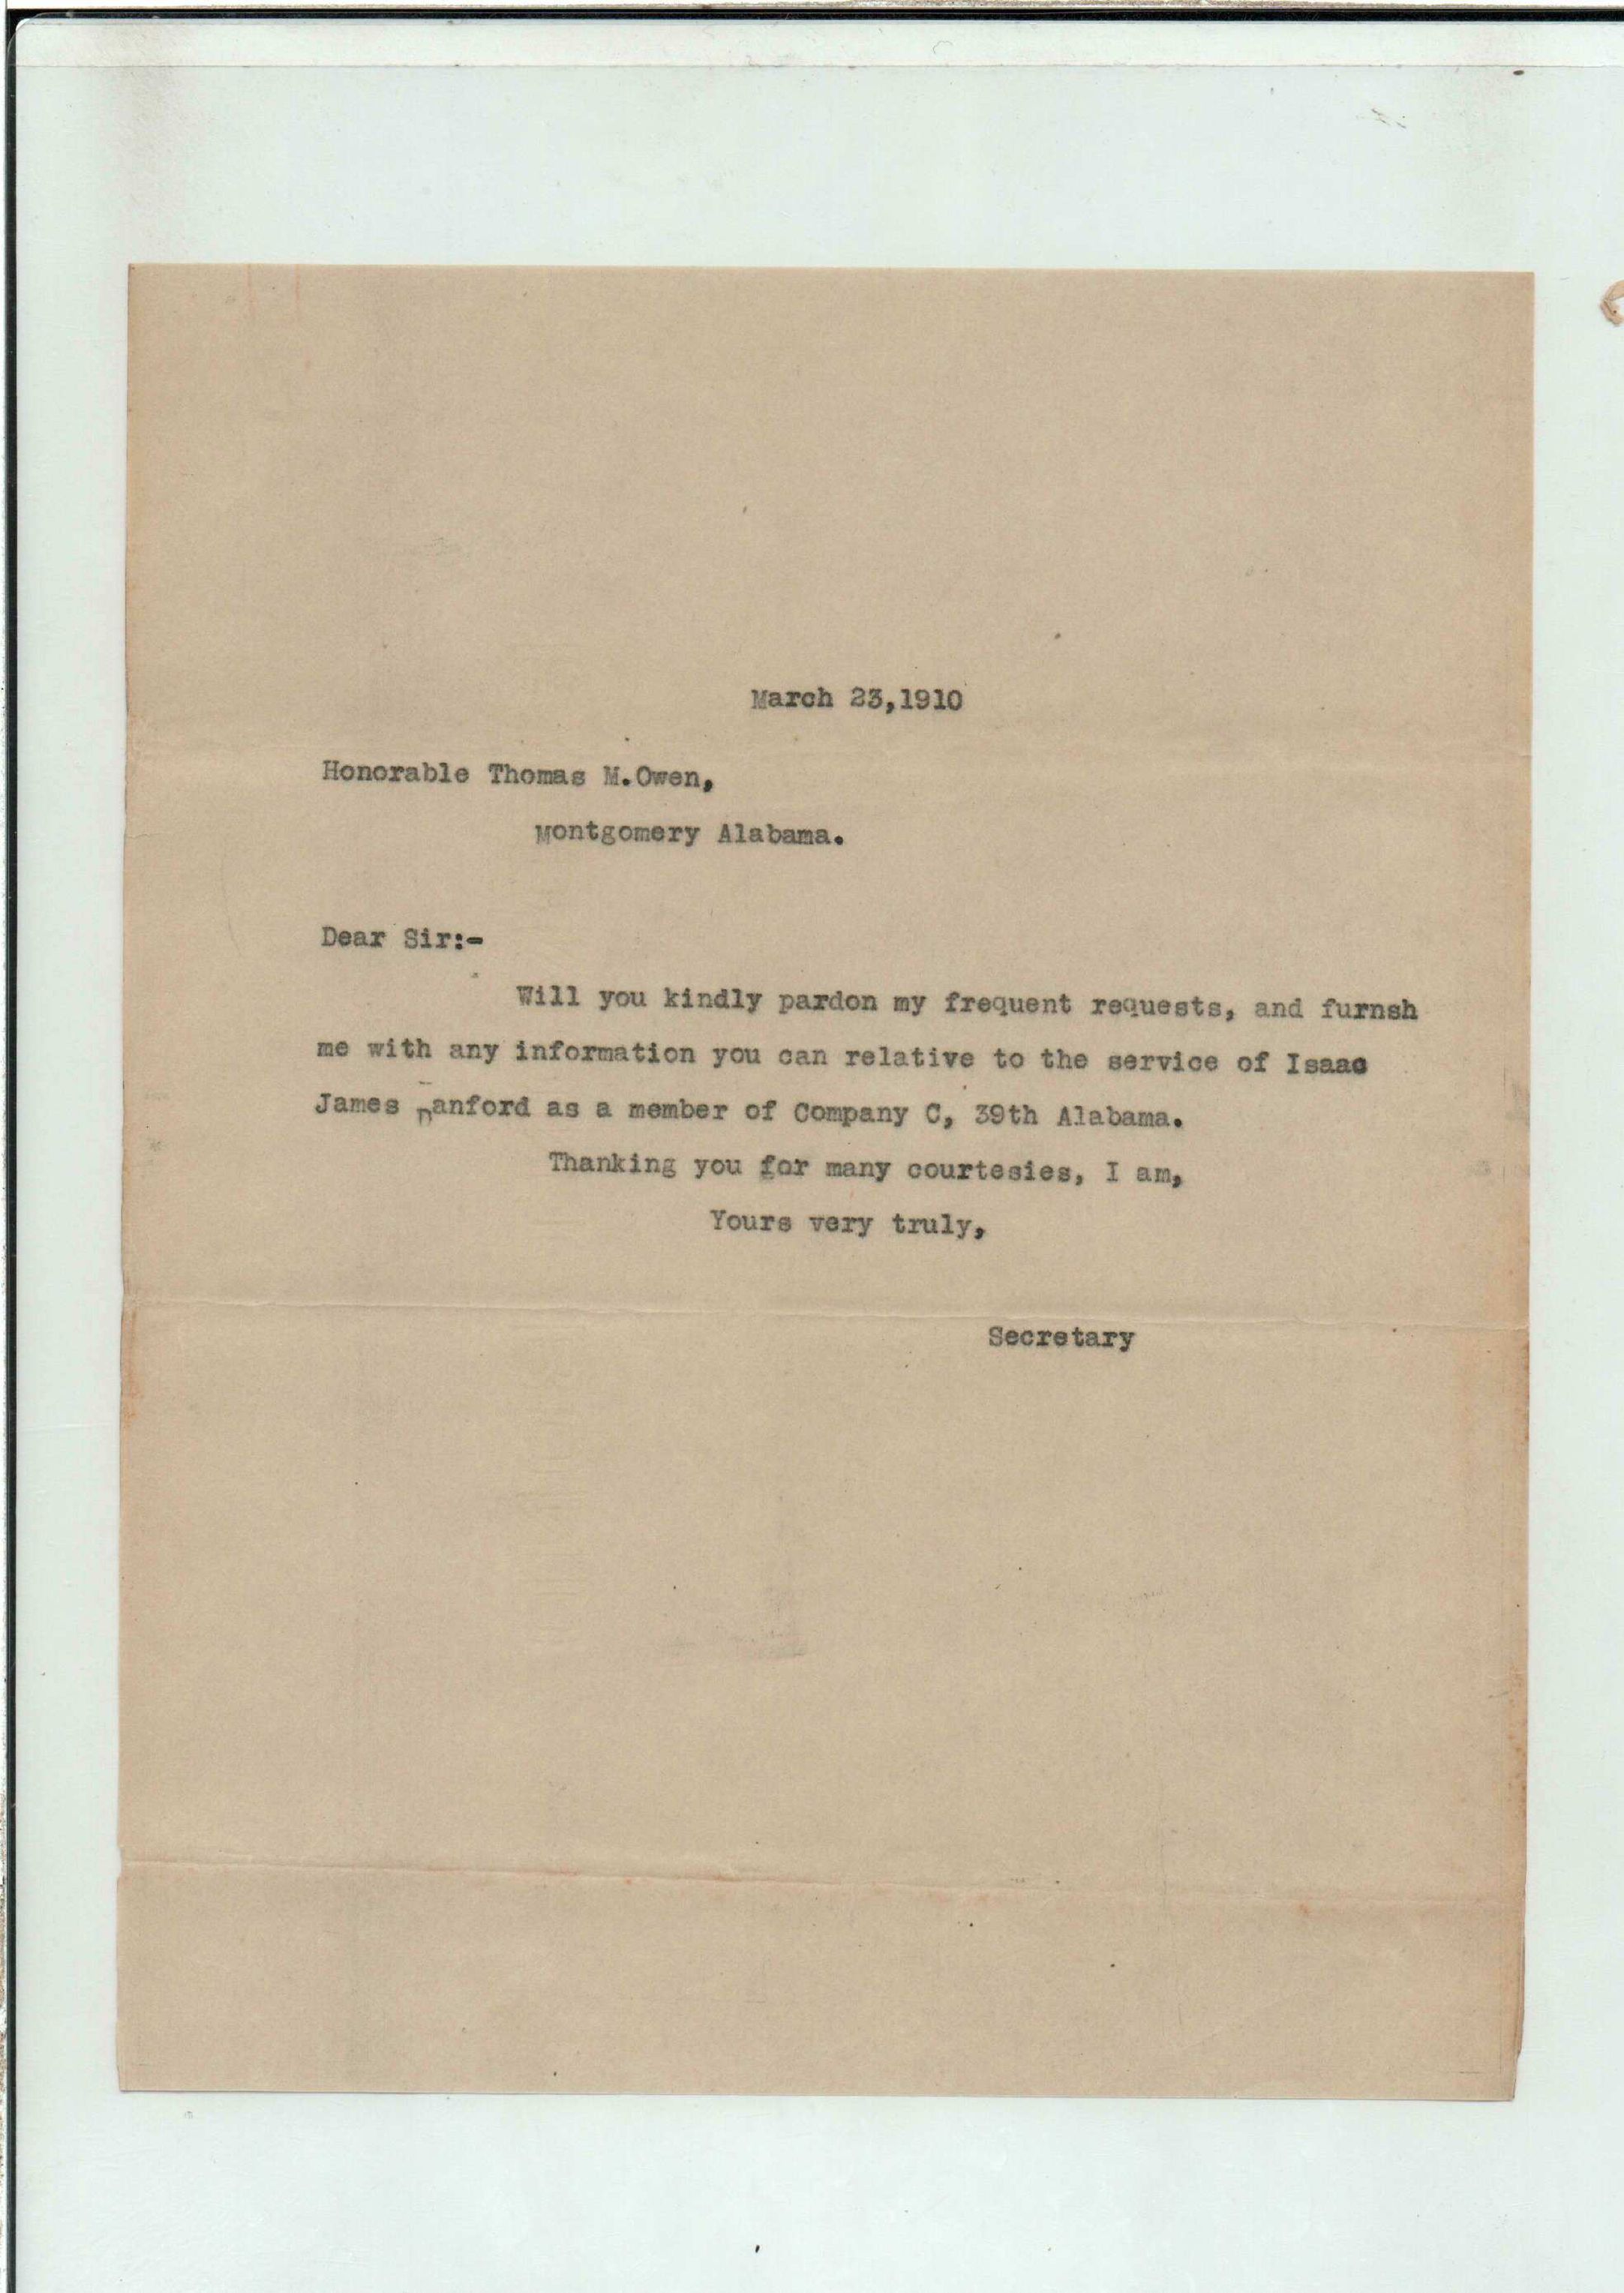 March 23,1910
Honorable Thomas M.Owen,
Montgomery Alabama.
Dear Sir:-
Will you kindly pardon my frequent requests, and furnsh
me with any information you can relative to the service of Isaac
James Danford as a member of Company C, 39th Alabama.
Thanking you for many courtesies, I am,
Yours very truly,
Secretary